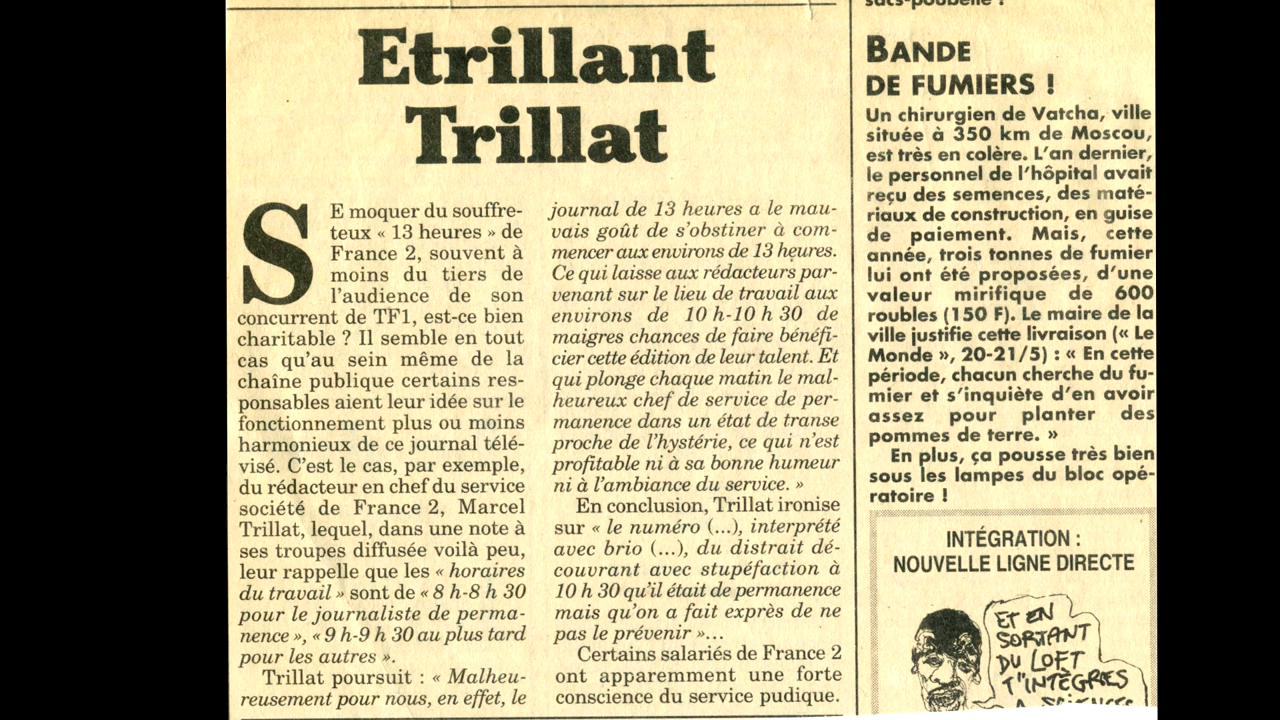 Etrillant
Trillat
SE moquer du souffre-
teux « 13 heures » de
France 2, souvent à
moins du tiers de
l'audience de son
concurrent de TF1, est-ce bien
charitable ? Il semble en tout
cas qu'au sein même de la
chaîne publique certains res-
ponsables aient leur idée sur le
fonctionnement plus ou moins
harmonieux de ce journal télé-
visé. C'est le cas, par exemple,
du rédacteur en chef du service
société de France 2, Marcel
Trillat, lequel, dans une note à
ses troupes diffusée voilà peu,
leur rappelle que les « horaires
du travail » sont de « 8 h-8 h 30
pour le journaliste de perma-
nence », « 9 h-9 h 30 au plus tard
pour les autres ».
Trillat poursuit : « Malheu-
reusement pour nous, en effet, le
journal de 13 heures a le mau-
vais goût de s'obstiner à com-
mencer aux environs de 13 heures.
Ce qui laisse aux rédacteurs par-
venant sur le lieu de travail aux
environs de 10 h-10 h 30 de
maigres chances de faire bénéfi-
cier cette édition de leur talent. Et
qui plonge chaque matin le mal-
heureux chef de service de per-
manence dans un état de transe
proche de l'hystérie, ce qui n'est
profitable ni à sa bonne humeur
ni à l'ambiance du service. »
En conclusion, Trillat ironise
sur « le numéro (...), interprété
avec brio (...), du distrait dé-
couvrant avec stupéfaction à
10 h 30 qu'il était de permanence
mais qu'on a fait exprès de ne
pas le prévenir »...
Certains salariés de France 2
ont apparemment une forte
conscience du service pudique.
sacs-poubelle !
BANDE
DE FUMIERS !
Un chirurgien de Vatcha, ville
située à 350 km de Moscou,
est très en colère. L'an dernier,
le personnel de l'hôpital avait
reçu des semences, des maté-
riaux de construction, en guise
de paiement. Mais, cette
année, trois tonnes de fumier
lui ont été proposées, d'une
valeur mirifique de 600
roubles (150 F). Le maire de la
ville justifie cette livraison (« Le
Monde », 20-21/5) : « En cette
période, chacun cherche du fu-
mier et s'inquiète d'en avoir
assez pour planter des
pommes de terre. »
En plus, ça pousse très bien
sous les lampes du bloc opé-
ratoire !
INTÉGRATION :
NOUVELLE LIGNE DIRECTE
ET EN
SORTANT
DU LOFT
T'INTÈGRES
A SCIENCES